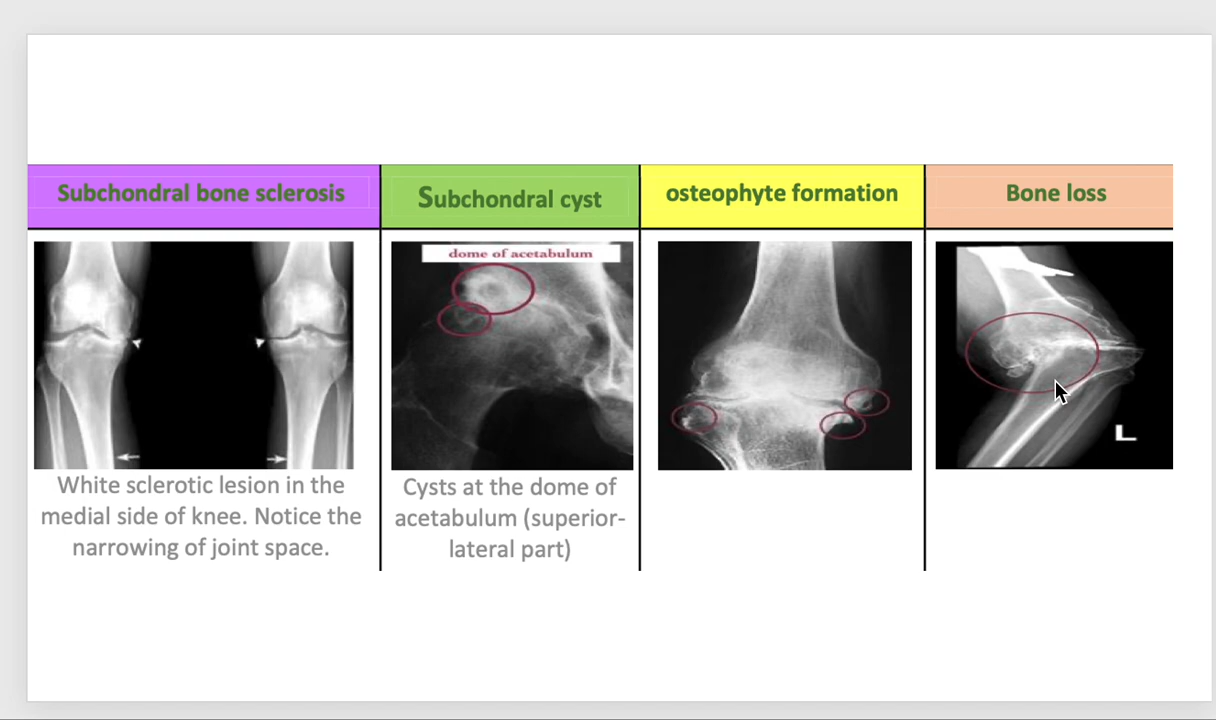 Subchondral bone sclerosis
Subchondral cyst
osteophyte formation
Bone loss
dome of acetabulum
L
White sclerotic lesion in the
medial side of knee. Notice the
narrowing of joint space.
Cysts at the dome of
acetabulum (superior-
lateral part)